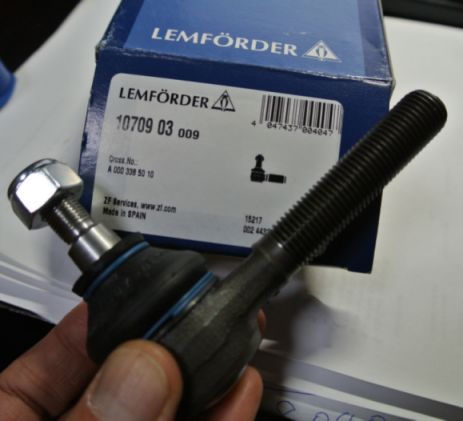 LEMFÖRDER
LEMFÖRDER
10709 03 009
4 047437 004047
Cross No.:
A 000 338 50 10
ZF Services, www.zf.com
Made in SPAIN
15217